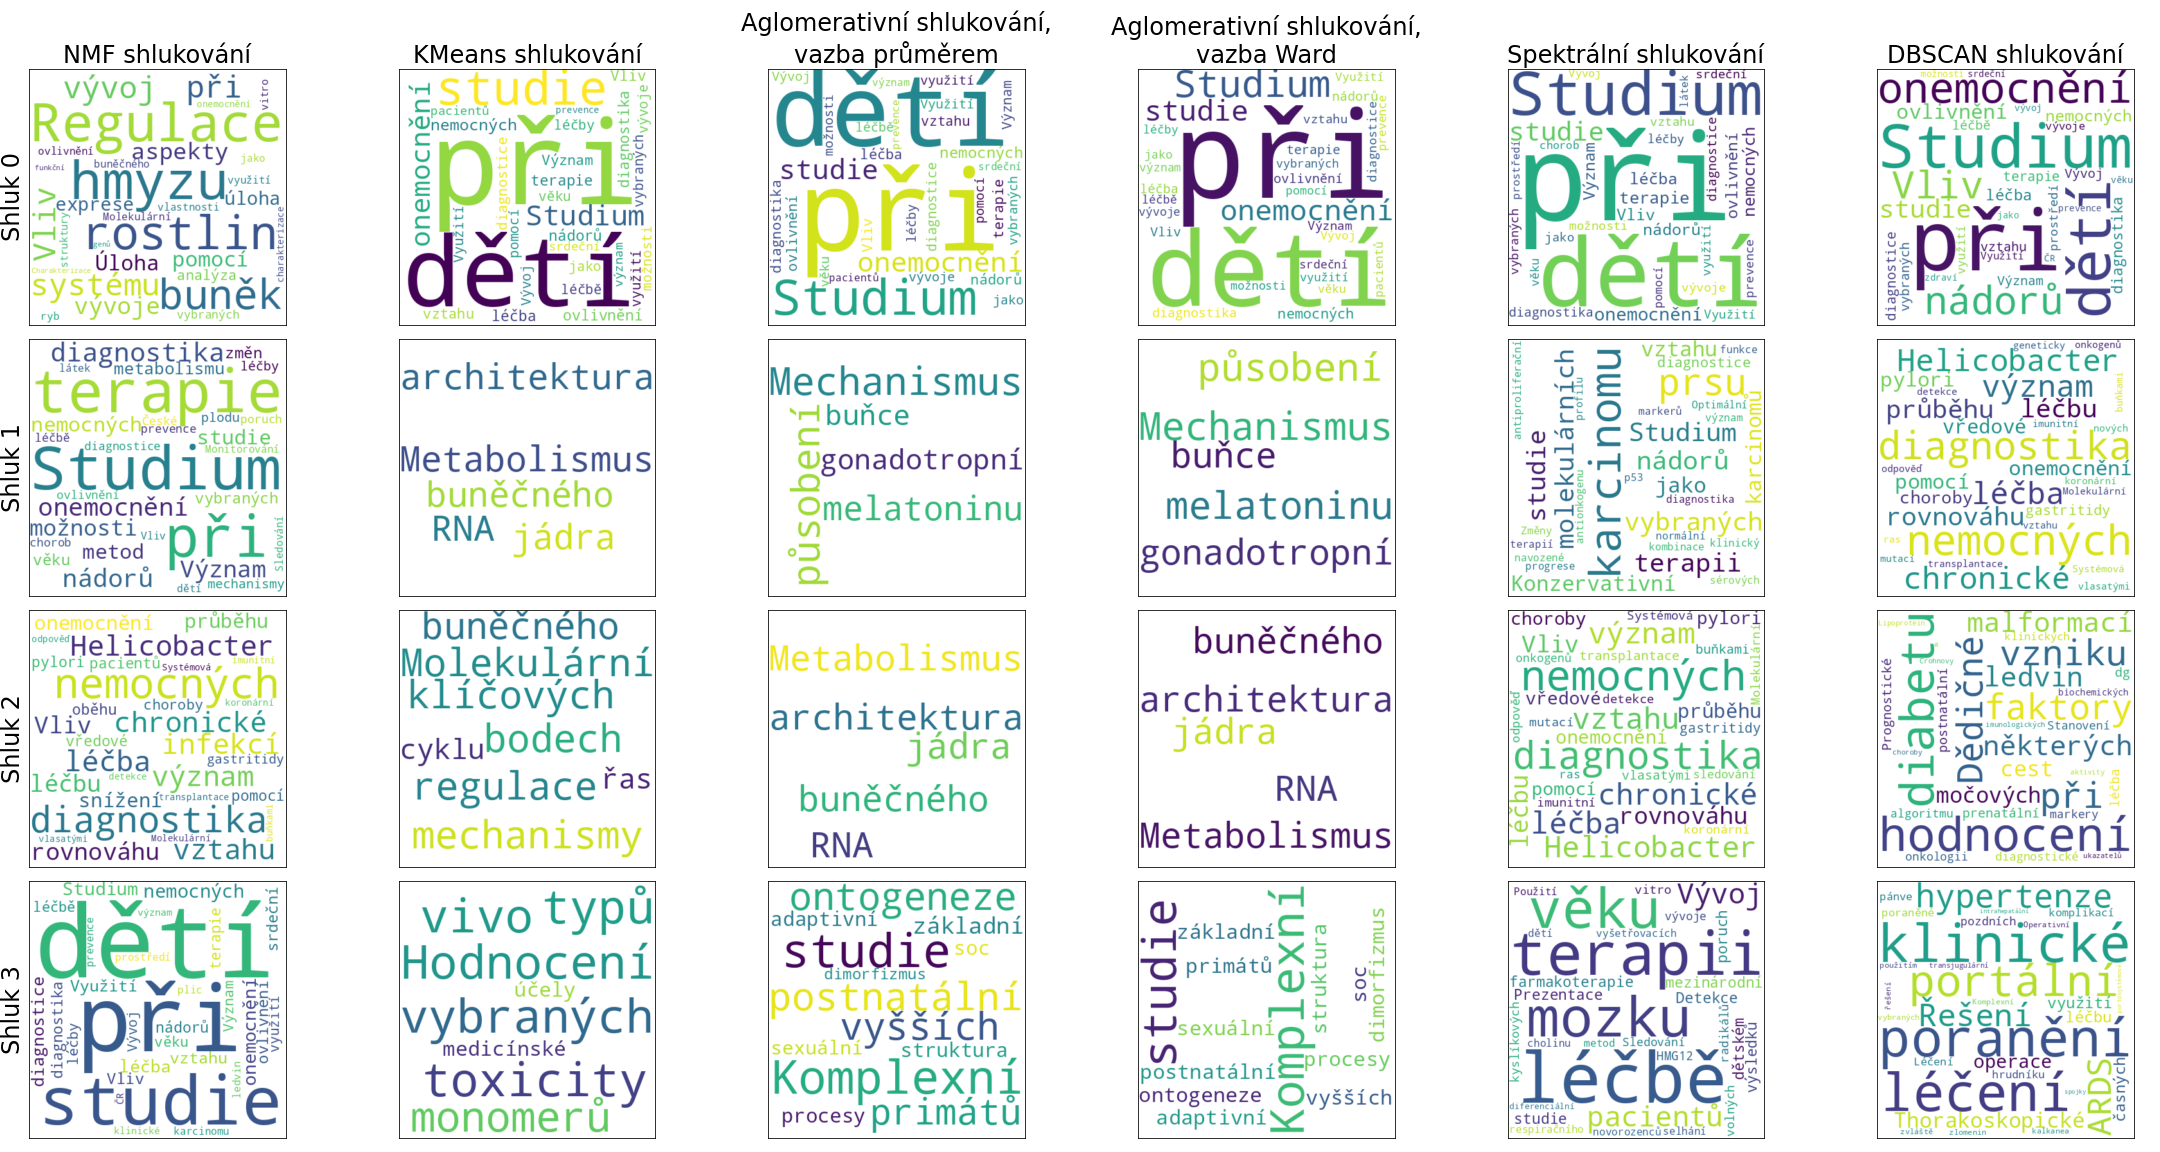 NMF shlukování
KMeans shlukování
Aglomerativní shlukování,
vazba průměrem
Aglomerativní shlukování,
vazba Ward
Spektrální shlukování
DBSCAN shlukování
Shluk 0
vývoj
při
vitro
onemocnění
Regulace
ovlivnění
aspekty
jako
funkční
buněčného
hmyzu
využití
exprese
vlastnosti
úloha
Vliv
struktury
Molekulární
rostlin
genů
Úloha
pomocí
charakterizace
Charakterizace
analýza
systému
vývoje
buněk
ryb
vybraných
studie
Vliv
onemocnění
pacientů
prevence
nemocných
léčby
při
diagnostice
diagnostika
vývoje
vybraných
Význam
terapie
věku
Studium
Využití
pomocí
nádorů
srdeční
dětí
Vývoj
jako
význam
možnosti
využití
léčbě
vztahu
léčba
ovlivnění
Vývoj
význam
využití
dětí
Využití
vztahu
Význam
možnosti
léčbě
prevence
léčba
nemocných
studie
srdeční
diagnostika
ovlivnění
při
léčby
Vliv
diagnostice
pomocí
terapie
vybraných
věku
onemocnění
pacientů
vývoje
nádorů
Studium
jako
Studium
Využití
nádorů
studie
léčby
vztahu
prevence
jako
význam
při
terapie
vybraných
ovlivnění
pomocí
diagnostice
léčba
léčbě
vývoje
onemocnění
Vliv
Význam
Vývoj
dětí
srdeční
využití
věku
možnosti
pacientů
diagnostika
nemocných
Vývoj
látek
srdeční
Studium
studie
vztahu
chorob
léčby
prostředí
při
Význam
diagnostice
ovlivnění
nemocných
léčba
terapie
Vliv
možnosti
nádorů
vybraných
jako
věku
dětí
pomocí
využití
vývoje
prevence
diagnostika
onemocnění
Využití
možnosti
srdeční
onemocnění
ovlivnění
vývoj
nemocných
léčbě
vývoje
Studium
terapie
Vývoj
věku
Vliv
léčba
studie
jako
prostředí
prevence
diagnostika
při
dětí
diagnostice
vybraných
využití
vztahu
Využití
ČR
zdraví
Význam
nádorů
Shluk 1
diagnostika
změn
látek
metabolismu
léčby
terapie
nemocných
České
plodu
poruch
prevence
léčbě
diagnostice
studie
Monitorování
Studium
ovlivnění
vybraných
onemocnění
možnosti
Vliv
při
Sledování
chorob
metod
věku
Význam
nádorů
děti
mechanismy
architektura
Metabolismus
buněčného
RNA
jádra
Mechanismus
působení
buňce
gonadotropní
melatoninu
působení
Mechanismus
buňce
melatoninu
gonadotropní
antiproliferační
molekulárních
profilu
karcinomu
vztahu
funkce
diagnostice
prsu
Optimální
markerů
význam
karcinomů
Studium
studie
nádorů
p53
jako
diagnostika
antionkogenu
Změny
vybraných
normální
terapií
kombinace
klinický
navozené
progrese
terapii
Konzervativní
sérových
geneticky
onkogenů
Helicobacter
pylori
význam
detekce
buňkami
průběhu
léčbu
vředové
imunitní
nových
diagnostika
odpověď
onemocnění
pomocí
koronární
choroby
léčba
Molekulární
gastritidy
rovnováhu
vztahu
ras
nemocných
mutací
transplantace
Systémová
chronické
vlasatými
Shluk 2
onemocnění
průběhu
odpověď
Helicobacter
pylori
pacientů
Systémová
imunitní
nemocných
oběhu
choroby
koronární
Vliv
chronické
vředové
infekcí
léčba
gastritidy
léčbu
detekce
význam
snížení
transplantace
pomocí
diagnostika
buňkami
vlasatými
Molekulární
rovnováhu
vztahu
buněčného
Molekulární
klíčových
cyklu
bodech
regulace
řas
mechanismy
Metabolismus
architektura
jádra
buněčného
RNA
buněčného
architektura
jádra
RNA
Metabolismus
choroby
Systémová
pylori
Vliv
význam
buňkami
onkogenů
transplantace
Molekulární
nemocných
vředové
detekce
odpověď
mutací
vztahu
průběhu
gastritidy
onemocnění
diagnostika
ras
vlasatými
sledování
léčbu
pomocí
imunitní
chronické
léčba
rovnováhu
koronární
Helicobacter
Lipoprotein
malformací
klinických
diabetu
Crohnovy
Dědičné
vzniku
ledvin
dg
Prognostické
postnatální
biochemických
faktory
imunologických
Stanovení
choroby
některých
cest
aktivity
močových
při
léčba
algoritmu
prenatální
markery
hodnocení
onkologii
diagnostické
ukazatelů
Shluk 3
Studium
nemocných
léčbě
význam
dětí
prevence
terapie
srdeční
prostředí
diagnostice
Využití
plic
diagnostika
při
Význam
onemocnění
ovlivnění
využití
léčby
Vývoj
nádorů
věku
léčba
vztahu
Vliv
ČR
ledvin
studie
klinické
karcinomu
vivo
typů
Hodnocení
účely
vybraných
medicínské
toxicity
monomerů
ontogeneze
adaptivní
základní
studie
soc
dimorfizmus
postnatální
vyšších
sexuální
struktura
Komplexní
procesy
primátů
studie
základní
primátů
Komplexní
struktura
soc
dimorfizmus
sexuální
procesy
postnatální
ontogeneze
vyšších
adaptivní
Použití
vitro
Vývoj
věku
vývoje
dětí
vyšetřovacích
poruch
terapii
farmakoterapie
mezinárodní
Prezentace
Detekce
mozku
radikálů
cholinu
metod
Sledování
kyslíkových
HMG12
dětském
výsledků
léčbě
diferenciální
pacientů
volných
studie
respiračního
novorozenců
selhání
pánve
hypertenze
poraněné
intrahepatální
komplikací
pozdních
Operativní
klinické
použitím
transjugulární
portální
Řešení
Komplexní
využití
vybraných
Řešení
léčbu
poranění
Léčení
operace
hrudníku
léčení
spojky
ARDS
časných
Thorakoskopické
zvláště
zlomenin
kalkanea